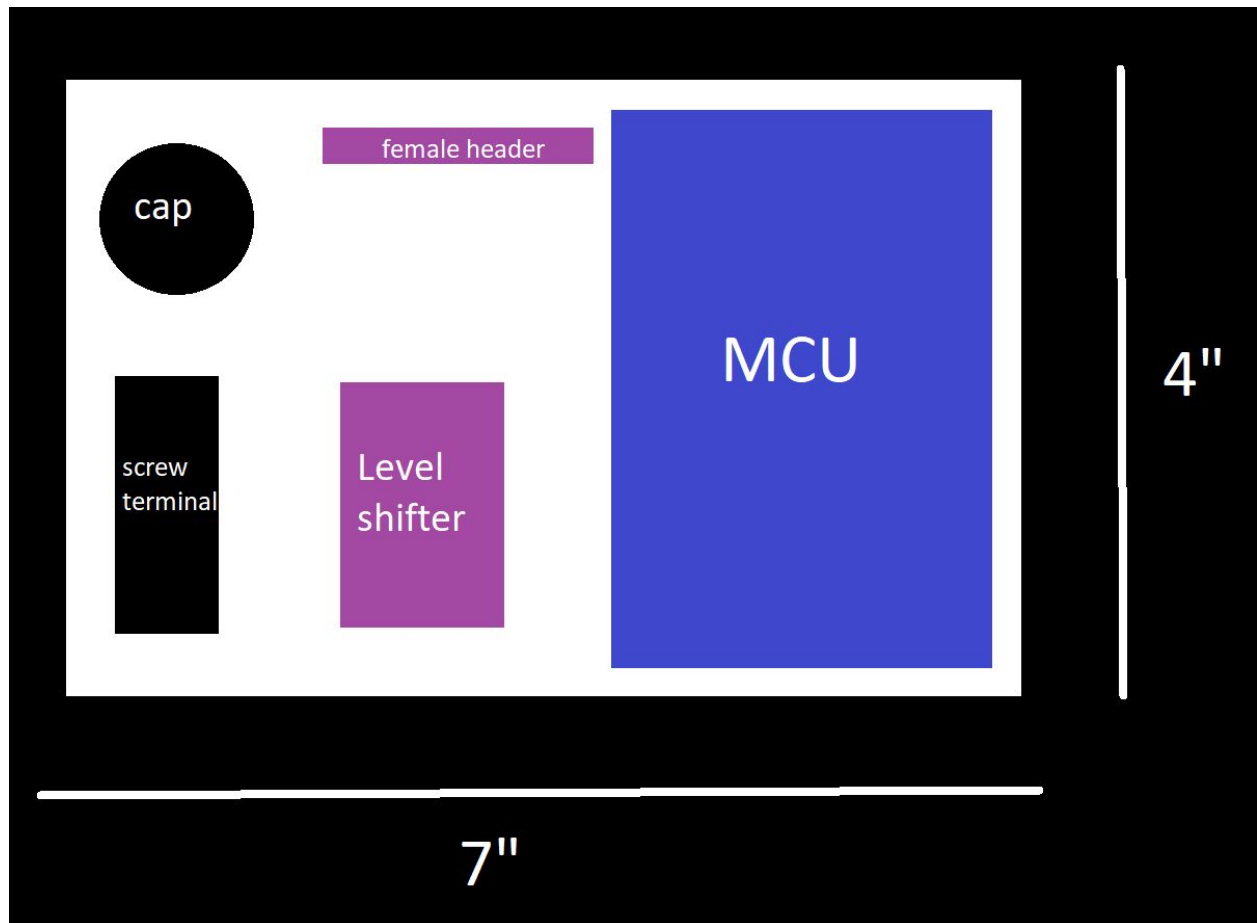 cap
female header
MCU
4"
screw
terminal
Level
shifter
7"